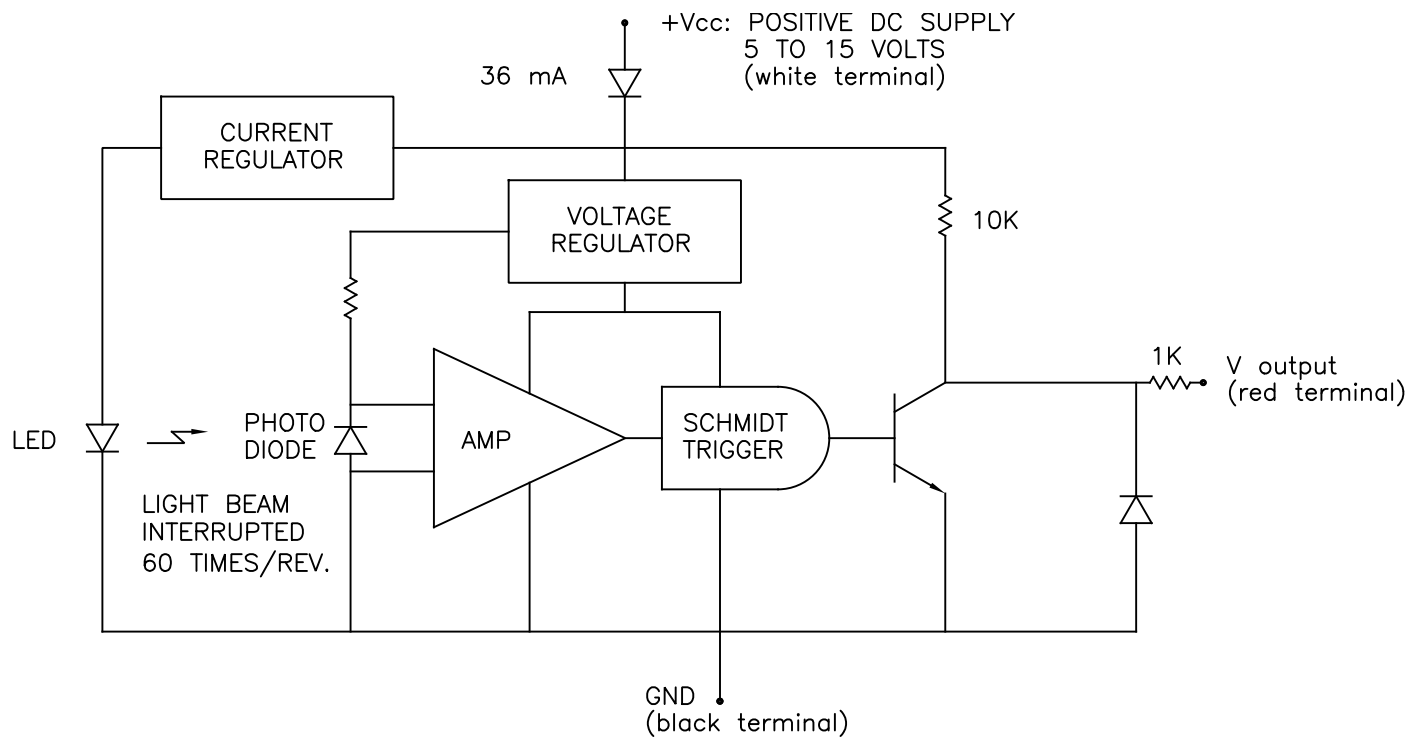 +Vcc: POSITIVE DC SUPPLY
5 TO 15 VOLTS
(white terminal)
36 mA
CURRENT
REGULATOR
VOLTAGE
REGULATOR
10K
1K
V output
(red terminal)
LED
PHOTO
DIODE
AMP
SCHMIDT
TRIGGER
LIGHT BEAM
INTERRUPTED
60 TIMES/REV.
GND
(black terminal)